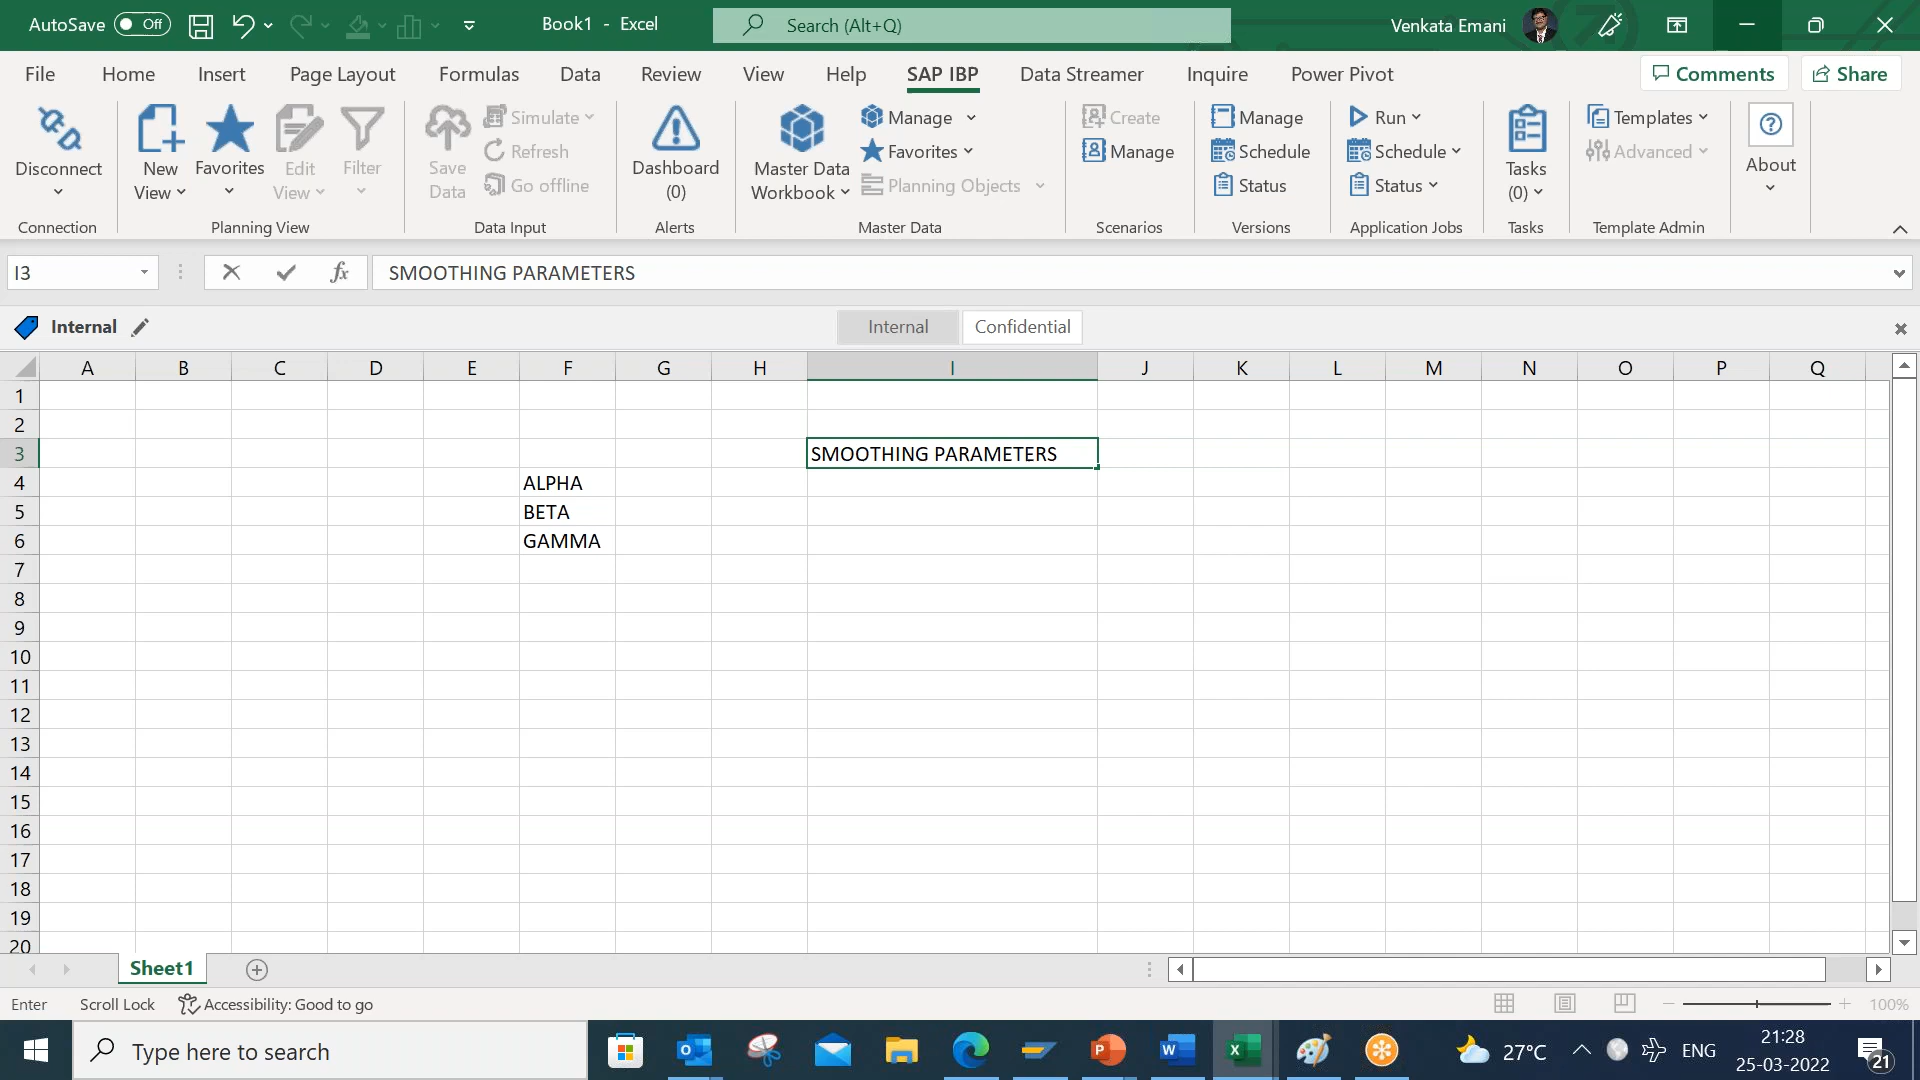 AutoSave Off Book1 - Excel Search (Alt+Q) Venkata Emani
File Home Insert Page Layout Formulas Data Review View Help SAP IBP Data Streamer Inquire Power Pivot Comments Share
Disconnect
Connection
New View
Favorites
Edit View
Filter
Planning View
Save Data
Simulate
Refresh
Go offline
Data Input
Dashboard (0)
Alerts
Master Data Workbook
Manage
Favorites
Planning Objects
Master Data
Create
Manage
Scenarios
Manage
Schedule
Status
Versions
Run
Schedule
Status
Application Jobs
Tasks (0)
Tasks
Templates
Advanced
Template Admin
About
I3 fx SMOOTHING PARAMETERS
Internal Internal Confidential
A B C D E F G H I J K L M N O P Q
1
2
3 SMOOTHING PARAMETERS
4 ALPHA
5 BETA
6 GAMMA
7
8
9
10
11
12
13
14
15
16
17
18
19
20
Sheet1
Enter Scroll Lock Accessibility: Good to go 100%
Type here to search 27°C ENG 21:28
25-03-2022 21